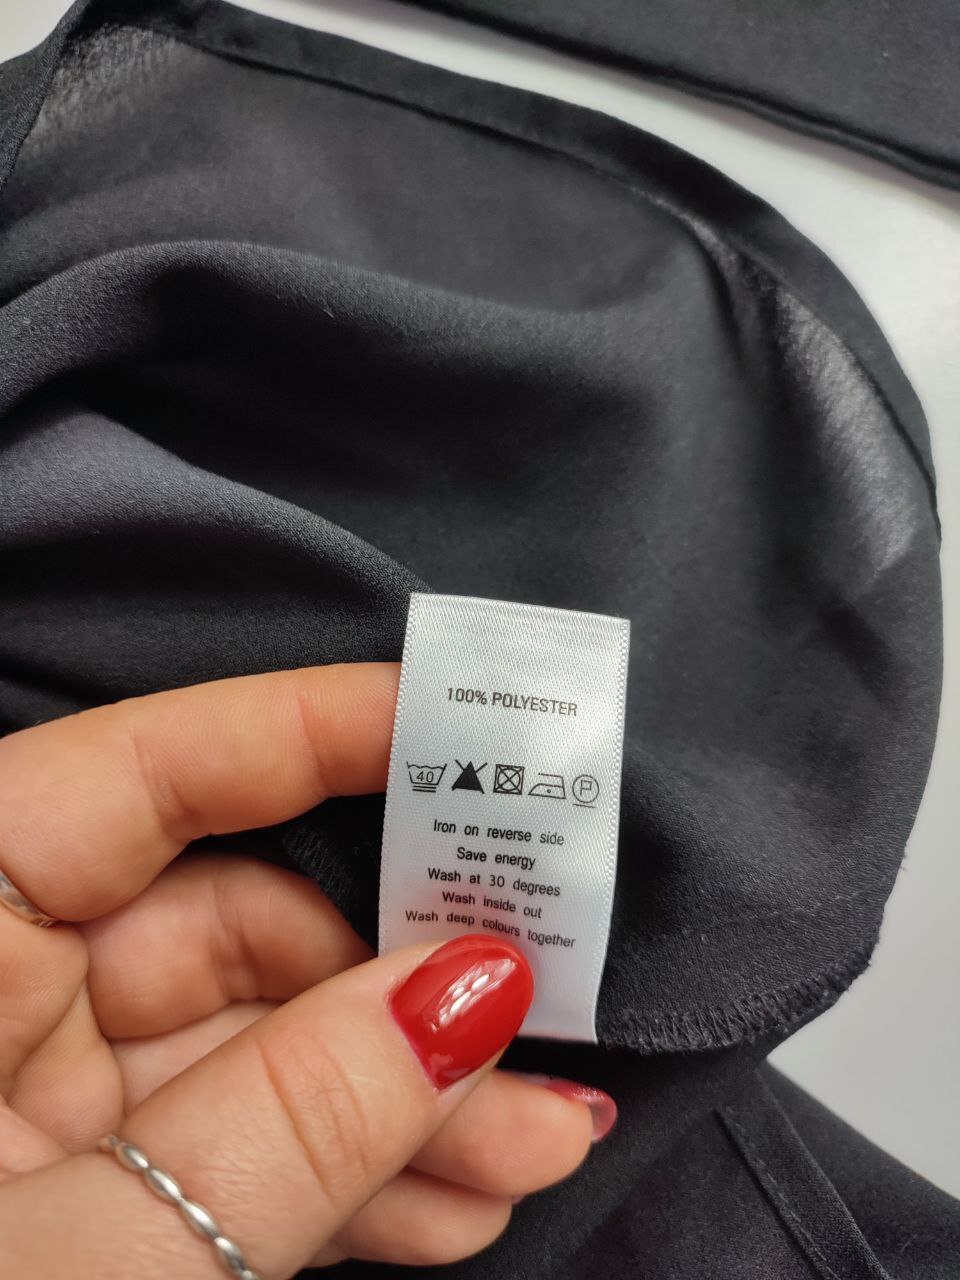 100% POLYESTER
40 P
Iron on reverse side
Save energy
Wash at 30 degrees
Wash inside out
Wash deep colours together